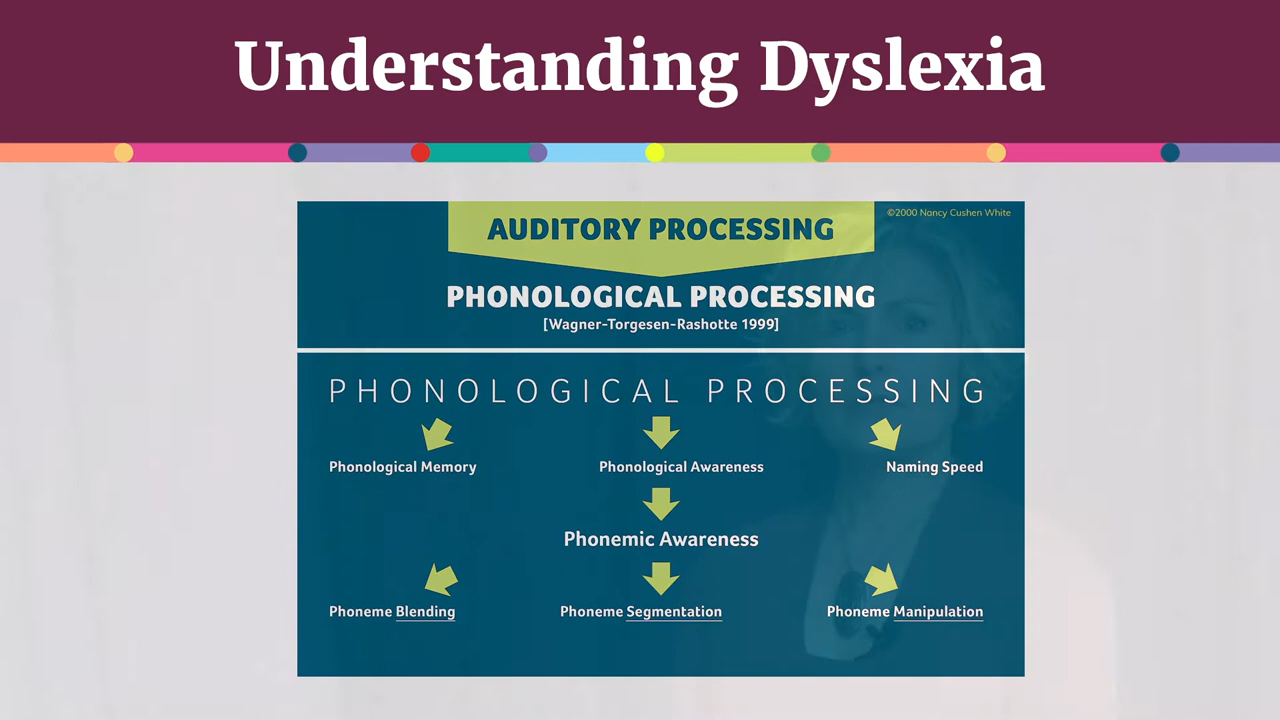 Understanding Dyslexia
AUDITORY PROCESSING
©2000 Nancy Cushen White
PHONOLOGICAL PROCESSING
[Wagner-Torgesen-Rashotte 1999]
PHONOLOGICAL PROCESSING
Phonological Memory
Phonological Awareness
Naming Speed
Phonemic Awareness
Phoneme Blending
Phoneme Segmentation
Phoneme Manipulation